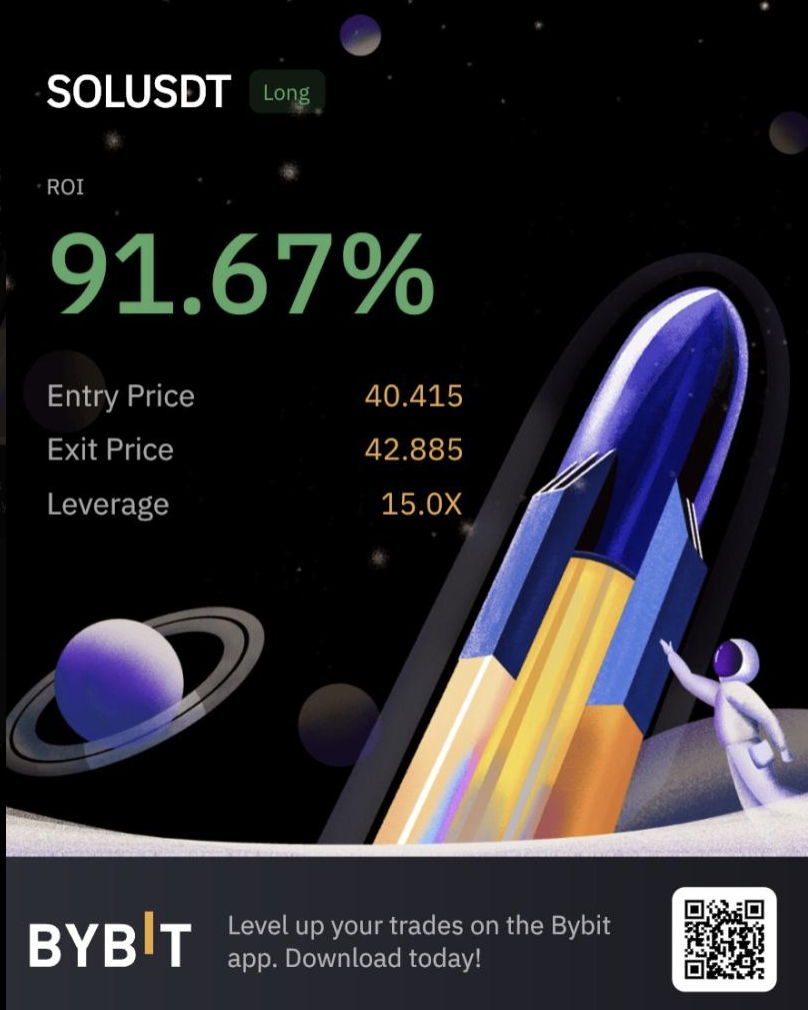 SOLUSDT Long
ROI
91.67%
Entry Price 40.415
Exit Price 42.885
Leverage 15.0X
BYBIT
Level up your trades on the Bybit
app. Download today!